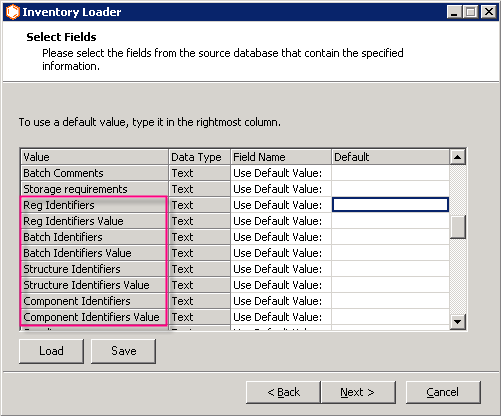 Inventory Loader
Select Fields
Please select the fields from the source database that contain the specified
information.
To use a default value, type it in the rightmost column.
Value Data Type Field Name Default
Batch Comments Text Use Default Value:
Storage requirements Text Use Default Value:
Reg Identifiers Text Use Default Value:
Reg Identifiers Value Text Use Default Value:
Batch Identifiers Text Use Default Value:
Batch Identifiers Value Text Use Default Value:
Structure Identifiers Text Use Default Value:
Structure Identifiers Value Text Use Default Value:
Component Identifiers Text Use Default Value:
Component Identifiers Value Text Use Default Value:
Load Save
< Back Next > Cancel